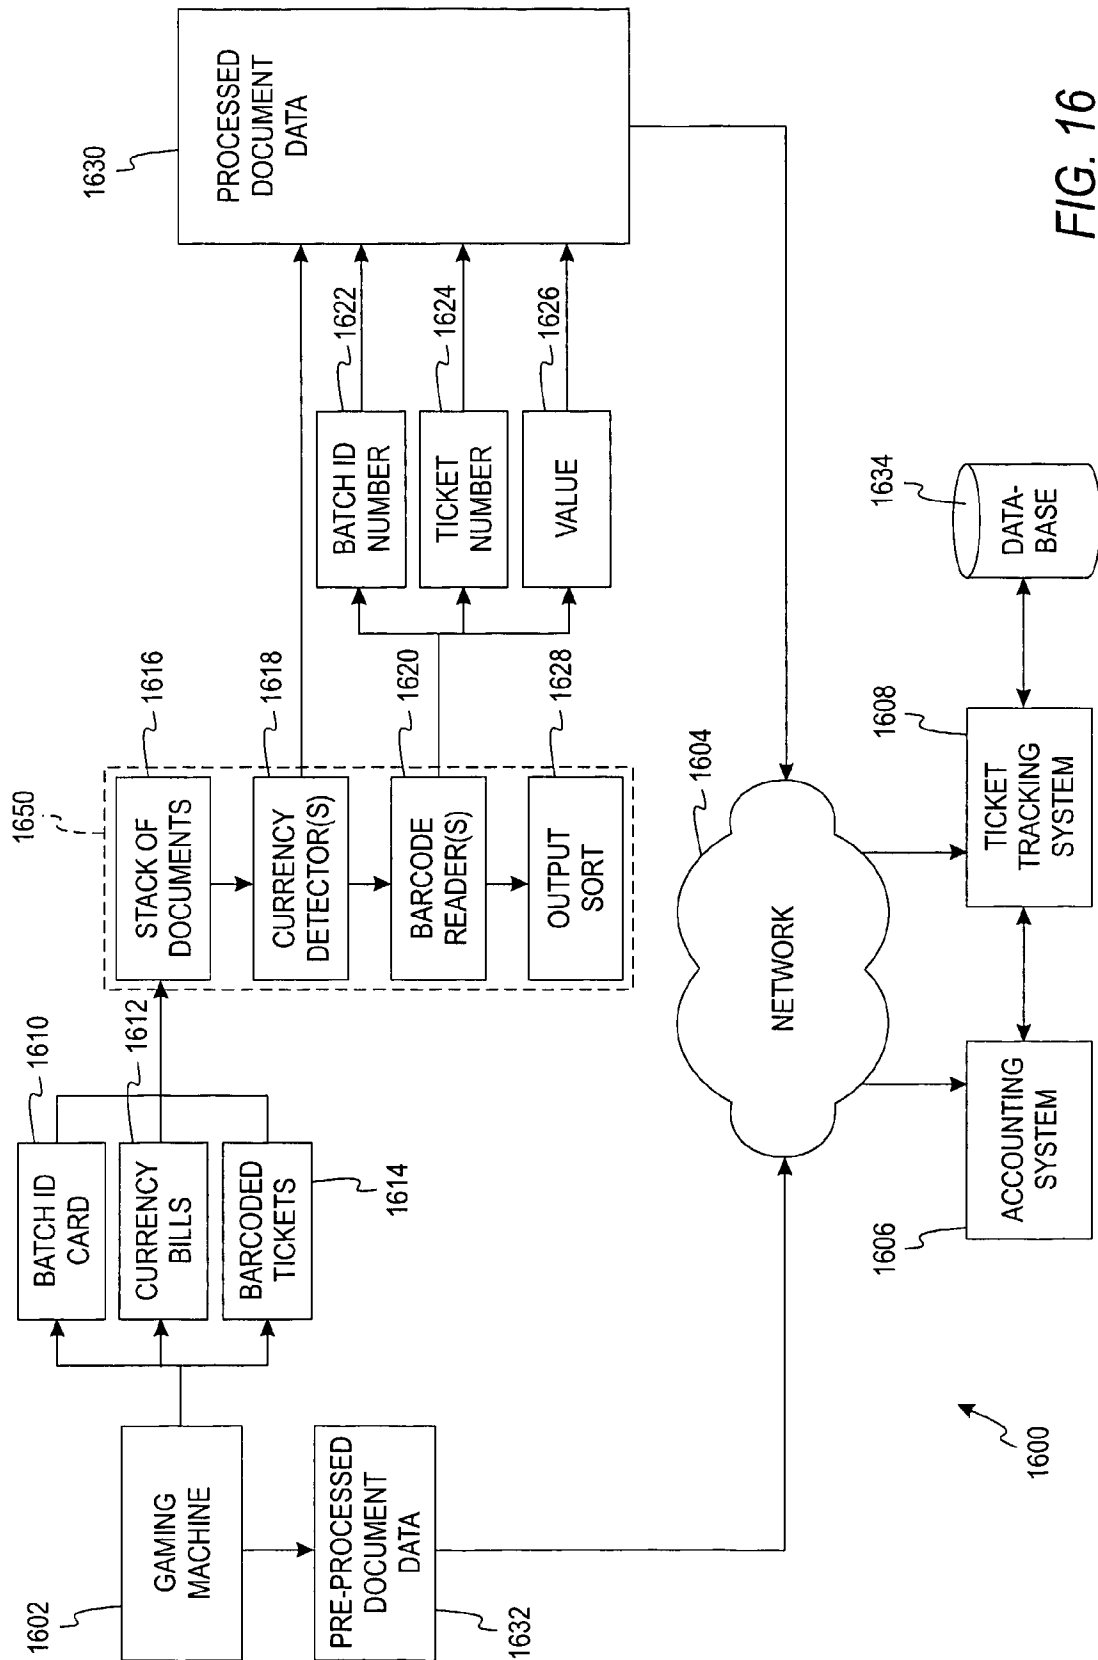 1602
GAMING
MACHINE
PRE-PROCESSED
DOCUMENT
DATA
1632
BATCH ID
CARD
1610
CURRENCY
BILLS
1612
BARCODED
TICKETS
1614
1650
STACK OF
DOCUMENTS
1616
CURRENCY
DETECTOR(S)
1618
BARCODE
READER(S)
1620
OUTPUT
SORT
1628
BATCH ID
NUMBER
1622
TICKET
NUMBER
1624
VALUE
1626
1630
PROCESSED
DOCUMENT
DATA
NETWORK
1604
1606
ACCOUNTING
SYSTEM
1608
TICKET
TRACKING
SYSTEM
1634
DATA-
BASE
1600
FIG. 16